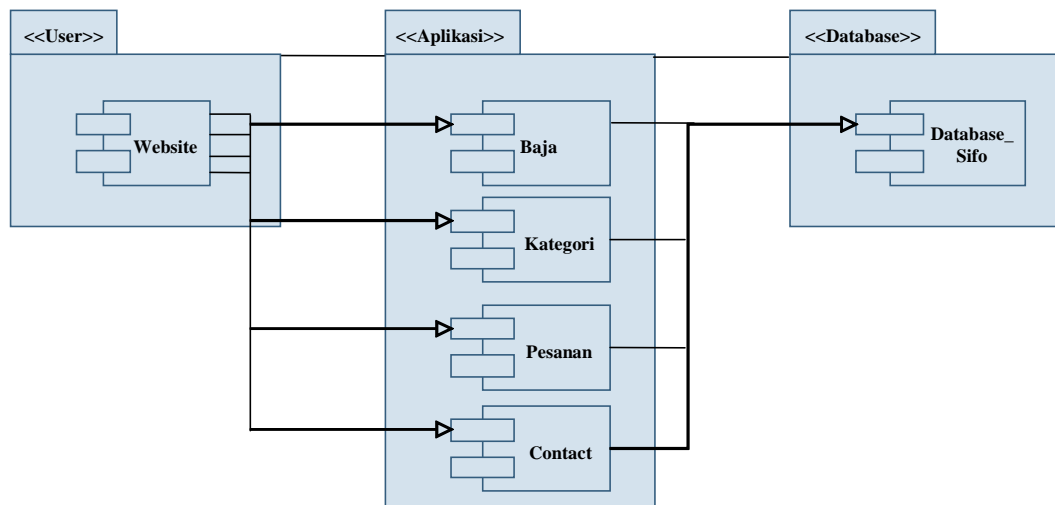 <<User>>
<<Aplikasi>>
<<Database>>
Website
Baja
Database_
Sifo
Kategori
Pesanan
Contact